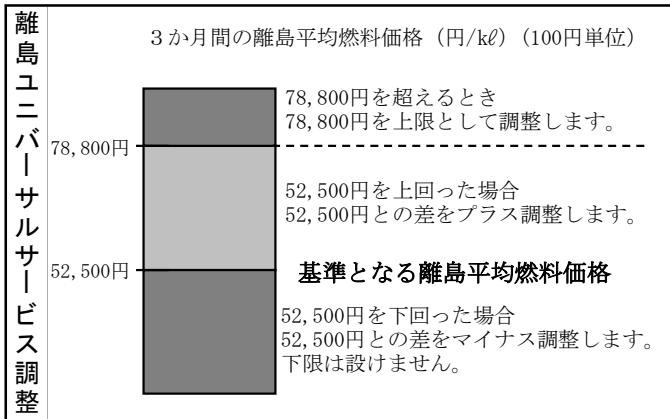 離島ユニバーサルサービス調整
3か月間の離島平均燃料価格（円/kℓ）（100円単位）
78,800円を超えるとき
78,800円を上限として調整します。
78,800円
52,500円を上回った場合
52,500円との差をプラス調整します。
52,500円
基準となる離島平均燃料価格
52,500円を下回った場合
52,500円との差をマイナス調整します。
下限は設けません。